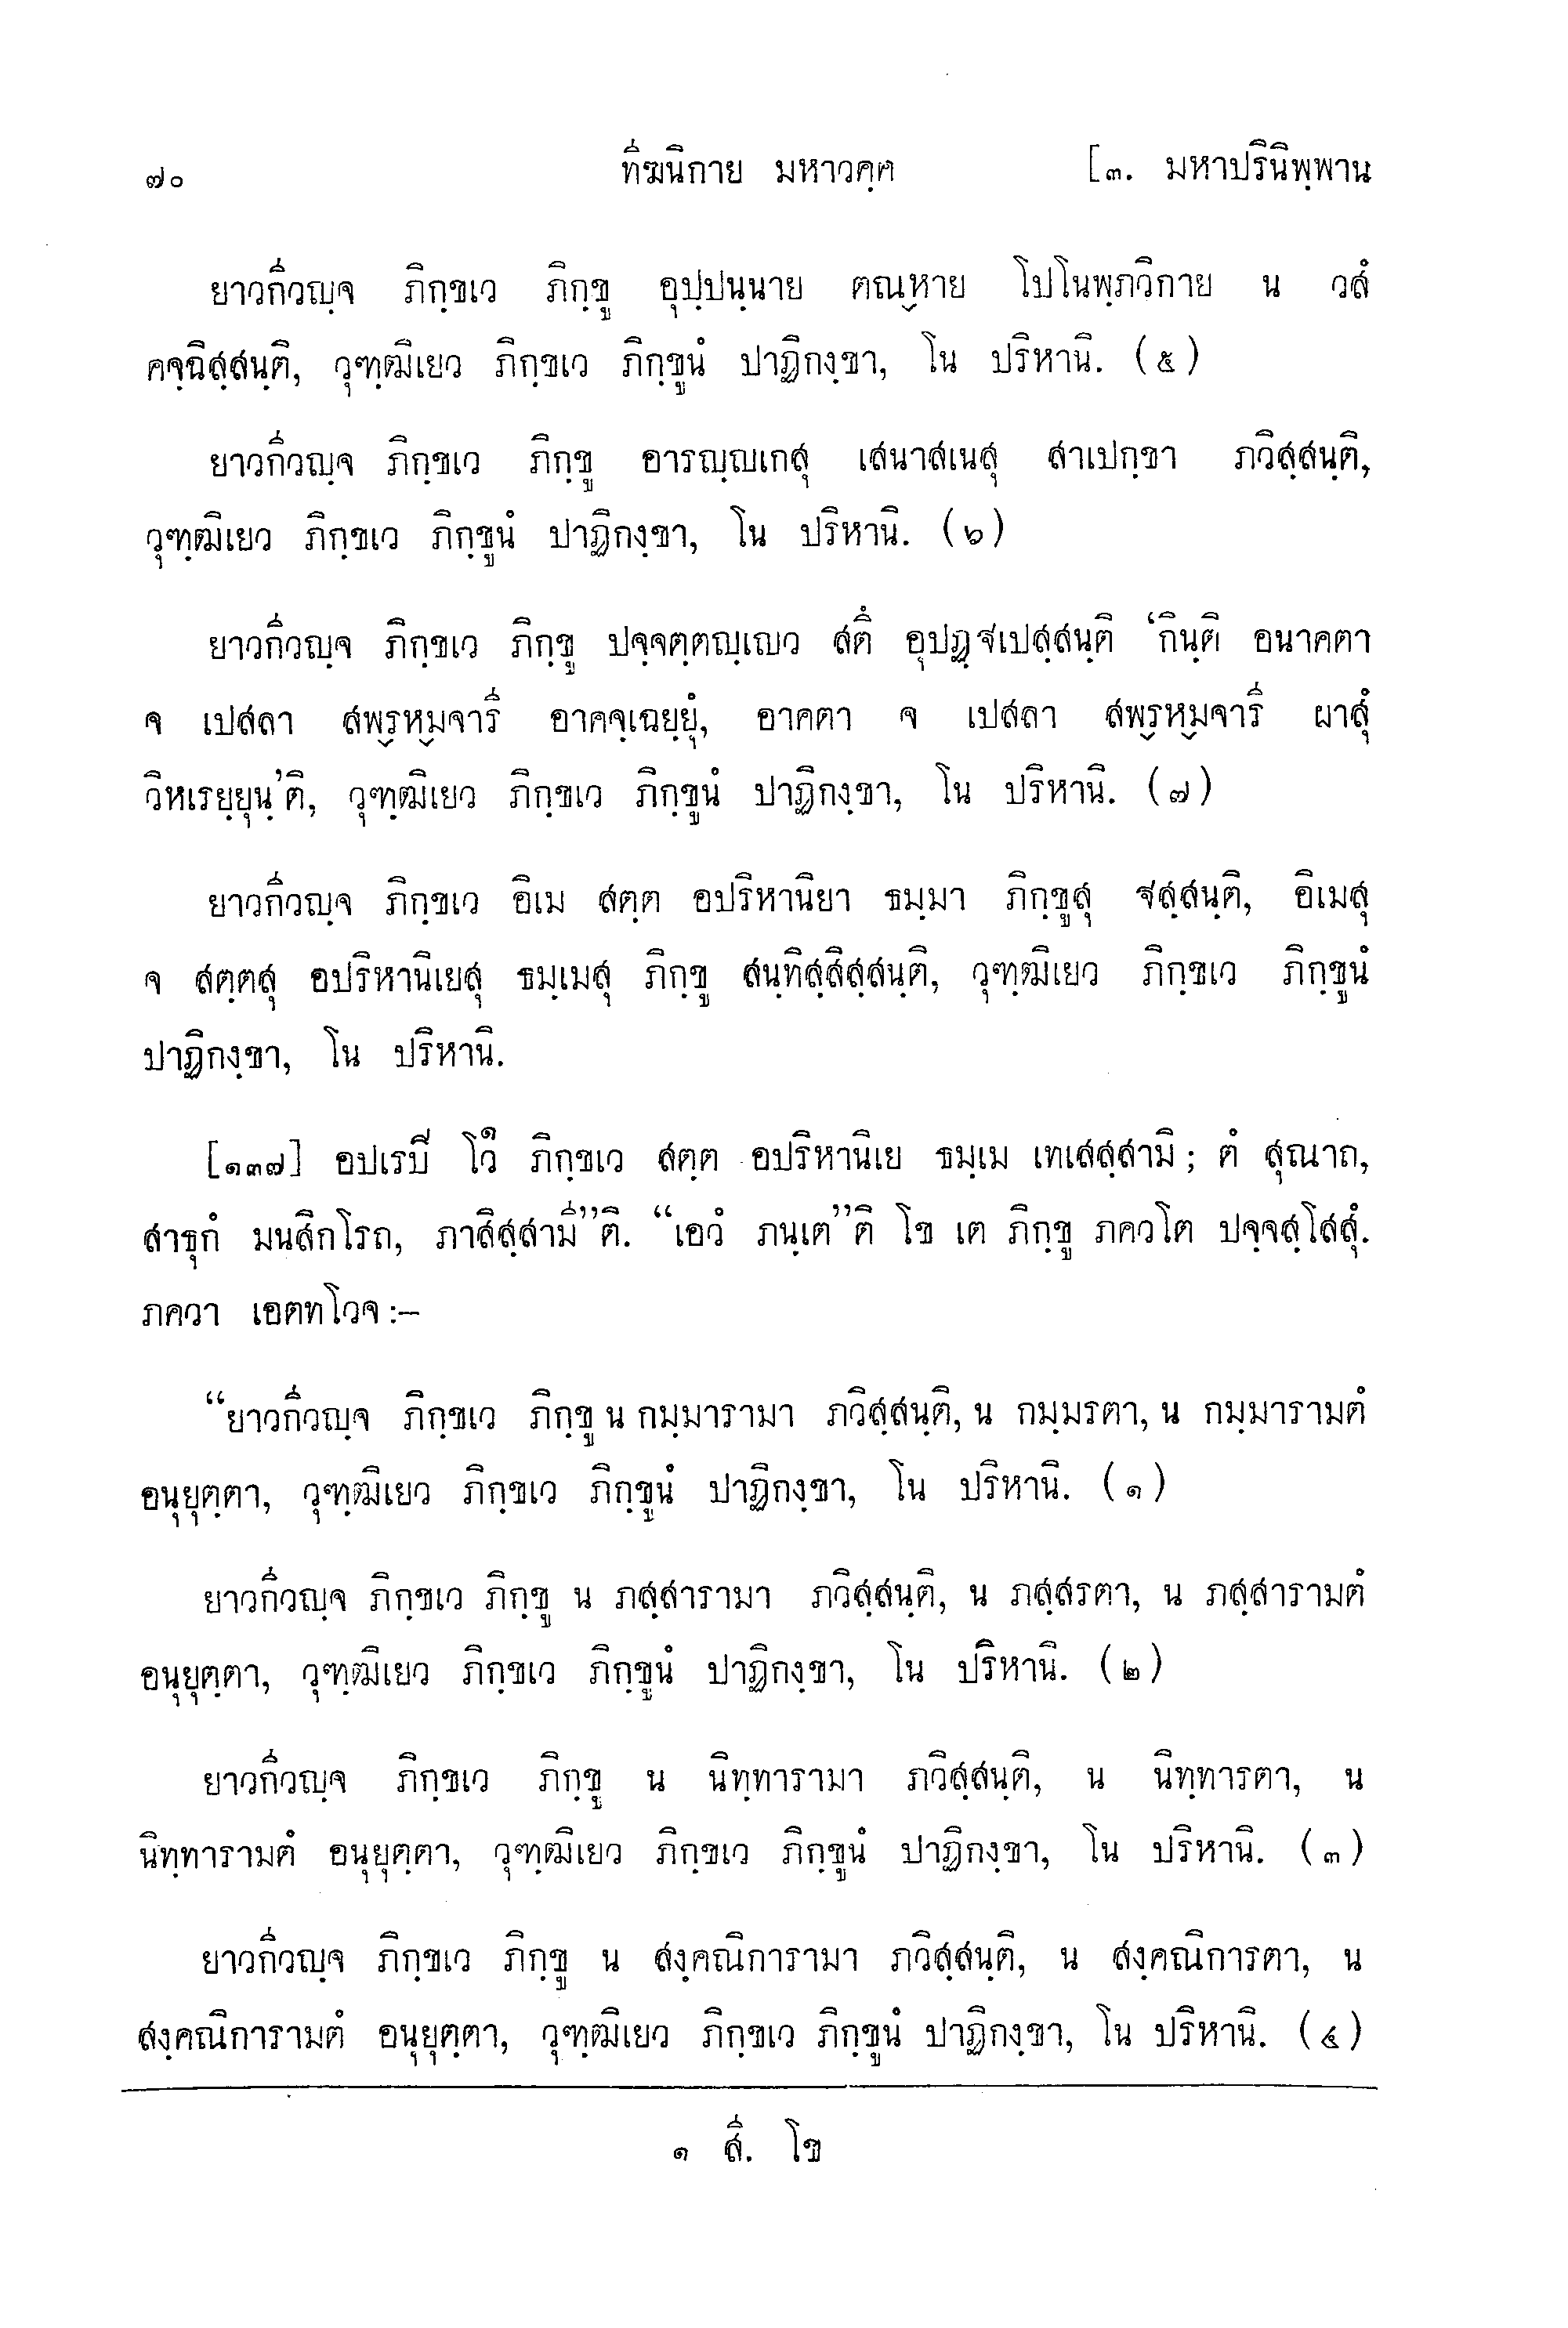 ๗๐ ทีฆนิกาย มหาวคฺค [๓. มหาปรินิพฺพาน
ยาวกีวญฺจ ภิกฺขเว ภิกฺขู อุปฺปนฺนาย ตณฺหาย โปโนพฺภวิกาย น วสํ
คจฺฉิสฺสนฺติ, วุฑฺฒิเยว ภิกฺขเว ภิกฺขูนํ ปาฏิกงฺขา, โน ปริหานิ. (๕)
ยาวกีวญฺจ ภิกฺขเว ภิกฺขู อารญฺญเกสุ เสนาสเนสุ สาเปกฺขา ภวิสฺสนฺติ,
วุฑฺฒิเยว ภิกฺขเว ภิกฺขูนํ ปาฏิกงฺขา, โน ปริหานิ. (๖)
ยาวกีวญฺจ ภิกฺขเว ภิกฺขู ปจฺจตฺตญฺเญว สตึ อุปฏฺฐเปสฺสนฺติ ‘กินฺติ อนาคตา
จ เปสลา สพฺรหฺมจารี อาคจฺเฉยฺยุํ, อาคตา จ เปสลา สพฺรหฺมจารี ผาสุํ
วิหเรยฺยุนฺ’ติ, วุฑฺฒิเยว ภิกฺขเว ภิกฺขูนํ ปาฏิกงฺขา, โน ปริหานิ. (๗)
ยาวกีวญฺจ ภิกฺขเว อิเม สตฺต อปริหานิยา ธมฺมา ภิกฺขูสุ ฐสฺสนฺติ, อิเมสุ
จ สตฺตสุ อปริหานิเยสุ ธมฺเมสุ ภิกฺขู สนฺทิสฺสิสฺสนฺติ, วุฑฺฒิเยว ภิกฺขเว ภิกฺขูนํ
ปาฏิกงฺขา, โน ปริหานิ.
[๑๓๗] อปเรปิ โว๑ ภิกฺขเว สตฺต อปริหานิเย ธมฺเม เทเสสฺสามิ ; ตํ สุณาถ,
สาธุกํ มนสิกโรถ, ภาสิสฺสามี”ติ. “เอวํ ภนฺเต”ติ โข เต ภิกฺขู ภควโต ปจฺจสฺโสสุํ.
ภควา เอตทโวจ :–
“ยาวกีวญฺจ ภิกฺขเว ภิกฺขู น กมฺมารามา ภวิสฺสนฺติ, น กมฺมรตา, น กมฺมารามตํ
อนุยุตฺตา, วุฑฺฒิเยว ภิกฺขเว ภิกฺขูนํ ปาฏิกงฺขา, โน ปริหานิ. (๑)
ยาวกีวญฺจ ภิกฺขเว ภิกฺขู น ภสฺสารามา ภวิสฺสนฺติ, น ภสฺสรตา, น ภสฺสารามตํ
อนุยุตฺตา, วุฑฺฒิเยว ภิกฺขเว ภิกฺขูนํ ปาฏิกงฺขา, โน ปริหานิ. (๒)
ยาวกีวญฺจ ภิกฺขเว ภิกฺขู น นิทฺทารามา ภวิสฺสนฺติ, น นิทฺทารตา, น
นิทฺทารามตํ อนุยุตฺตา, วุฑฺฒิเยว ภิกฺขเว ภิกฺขูนํ ปาฏิกงฺขา, โน ปริหานิ. (๓)
ยาวกีวญฺจ ภิกฺขเว ภิกฺขู น สงฺคณิการามา ภวิสฺสนฺติ, น สงฺคณิการตา, น
สงฺคณิการามตํ อนุยุตฺตา, วุฑฺฒิเยว ภิกฺขเว ภิกฺขูนํ ปาฏิกงฺขา, โน ปริหานิ. (๔)
๑ สี. โข